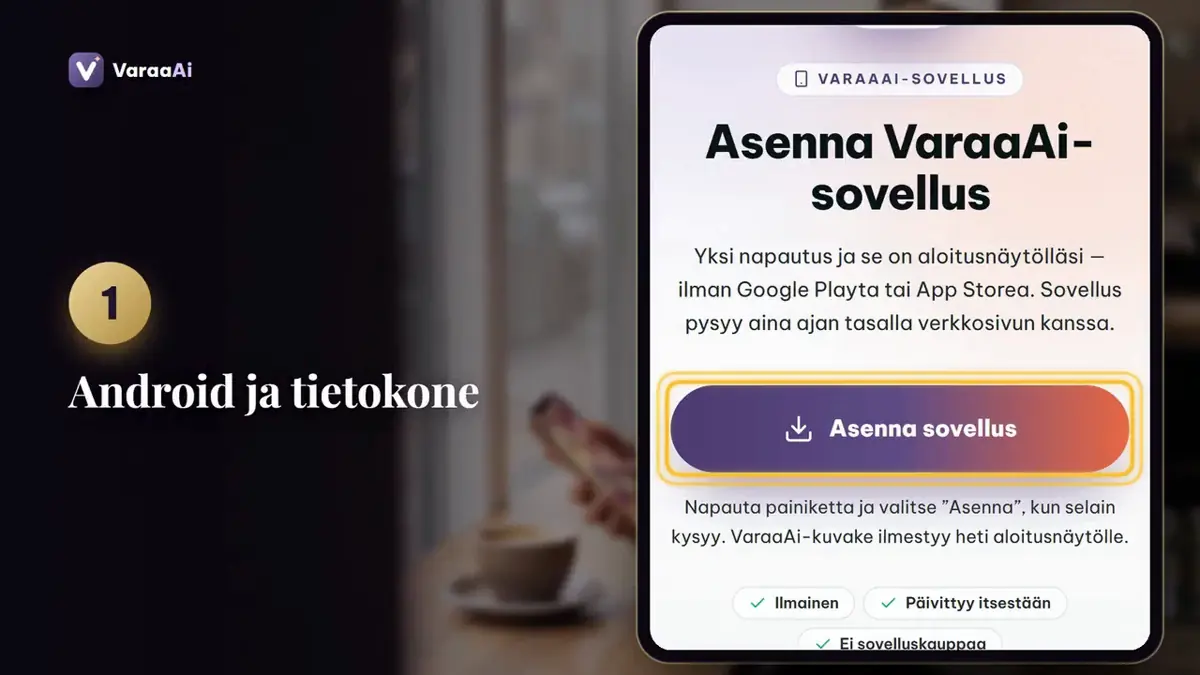 VaraaAi
1
Android ja tietokone
VARAAAI-SOVELLUS
Asenna VaraaAi-
sovellus
Yksi napautus ja se on aloitusnäytölläsi –
ilman Google Playta tai App Storea. Sovellus
pysyy aina ajan tasalla verkkosivun kanssa.
Asenna sovellus
Napauta painiketta ja valitse ”Asenna”, kun selain
kysyy. VaraaAi-kuvake ilmestyy heti aloitusnäytölle.
Ilmainen
Päivittyy itsestään
Ei sovelluskauppaa